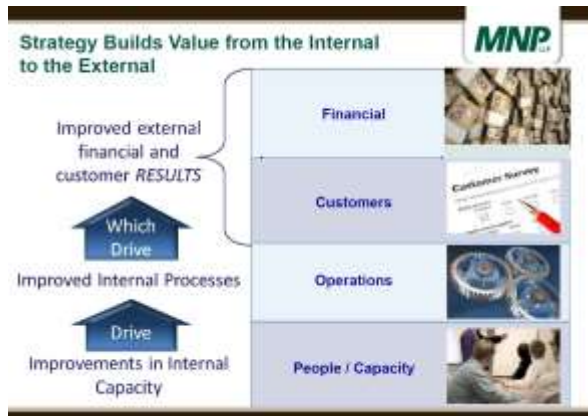 Strategy Builds Value from the Internal
to the External
MNP
LLP
Improved external
financial and
customer RESULTS
Which
Drive
Improved Internal Processes
Drive
Improvements in Internal
Capacity
Financial
Customers
Customer Survey
Operations
People / Capacity